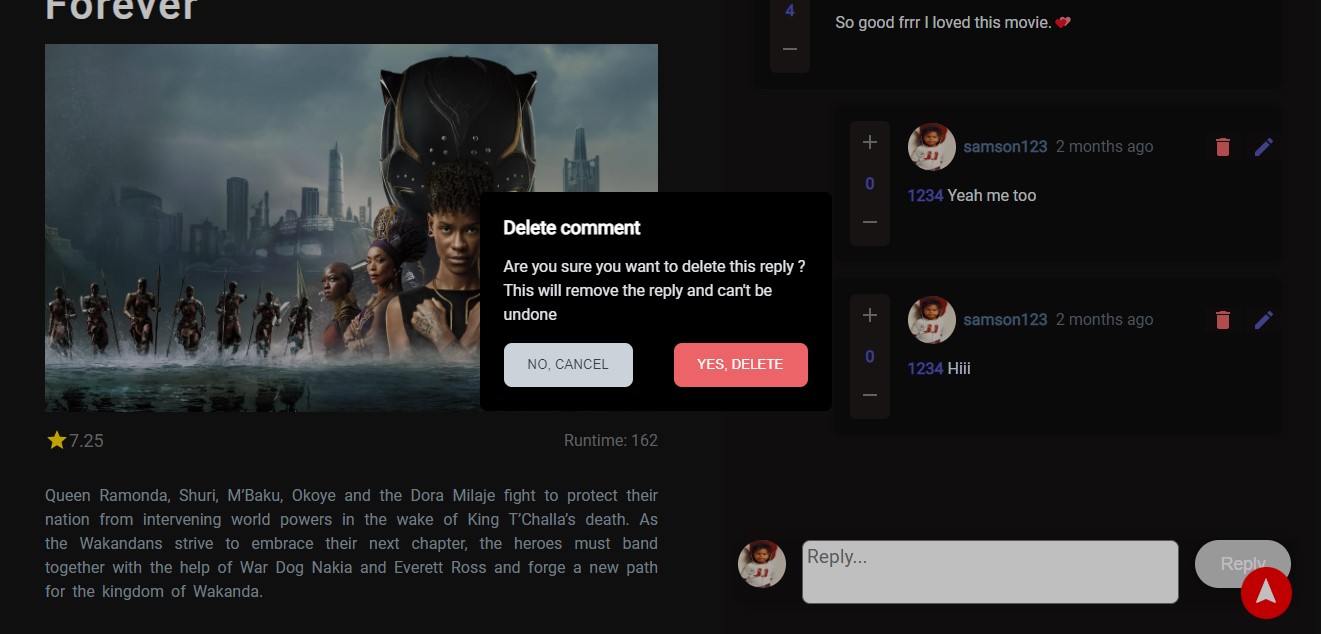 Forever
7.25
Runtime: 162
Queen Ramonda, Shuri, M’Baku, Okoye and the Dora Milaje fight to protect their
nation from intervening world powers in the wake of King T’Challa’s death. As
the Wakandans strive to embrace their next chapter, the heroes must band
together with the help of War Dog Nakia and Everett Ross and forge a new path
for the kingdom of Wakanda.
Delete comment
Are you sure you want to delete this reply ?
This will remove the reply and can't be
undone
NO, CANCEL
YES, DELETE
4
So good frrr I loved this movie. 💕
samson123 2 months ago
0
1234 Yeah me too
samson123 2 months ago
0
1234 Hiii
Reply...
Reply